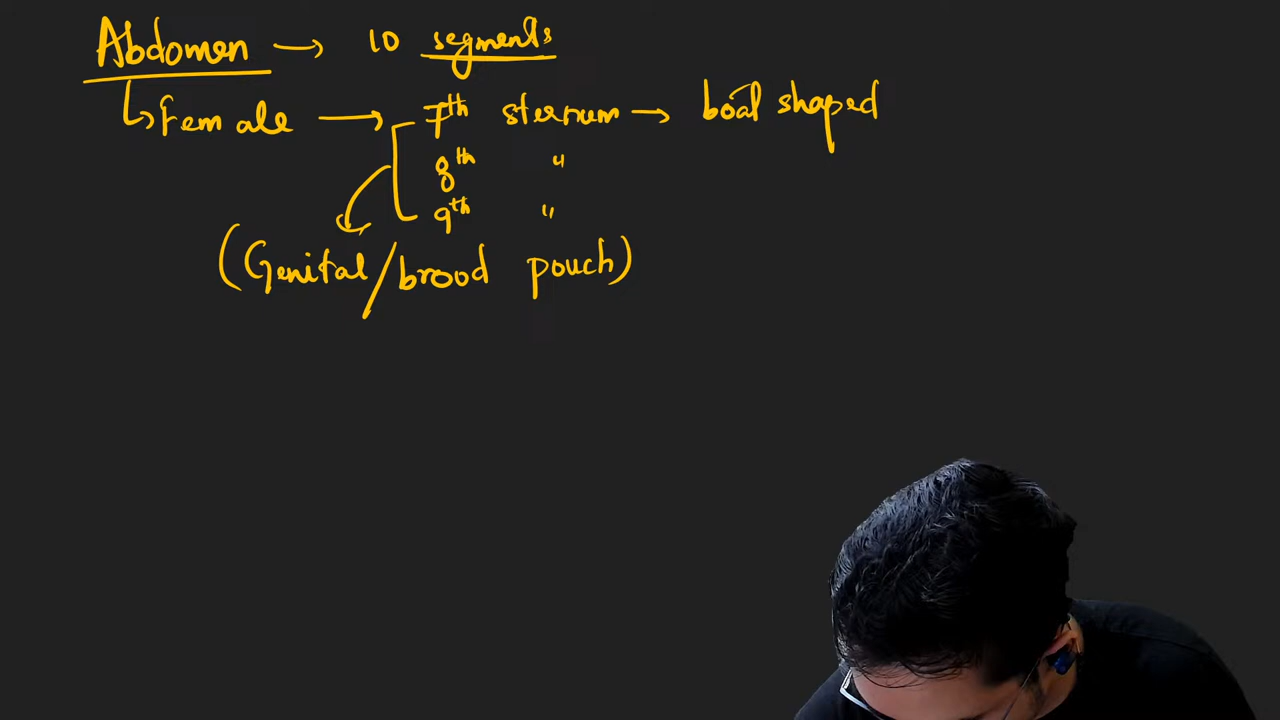 Abdomen → 10 segments
↳ Female → 7th sternum → boat shaped
8th "
9th "
(Genital/brood pouch)